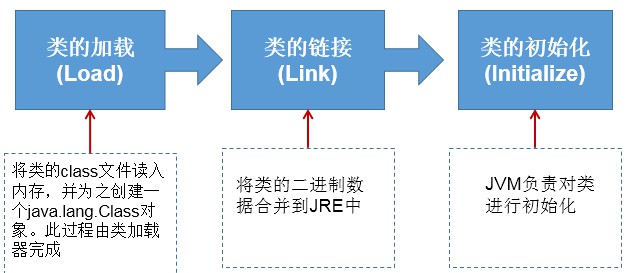 类的加载
(Load)
类的链接
(Link)
类的初始化
(Initialize)
将类的class文件读入
内存，并为之创建一
个java.lang.Class对
象。此过程由类加载
器完成
将类的二进制数
据合并到JRE中
JVM负责对类
进行初始化